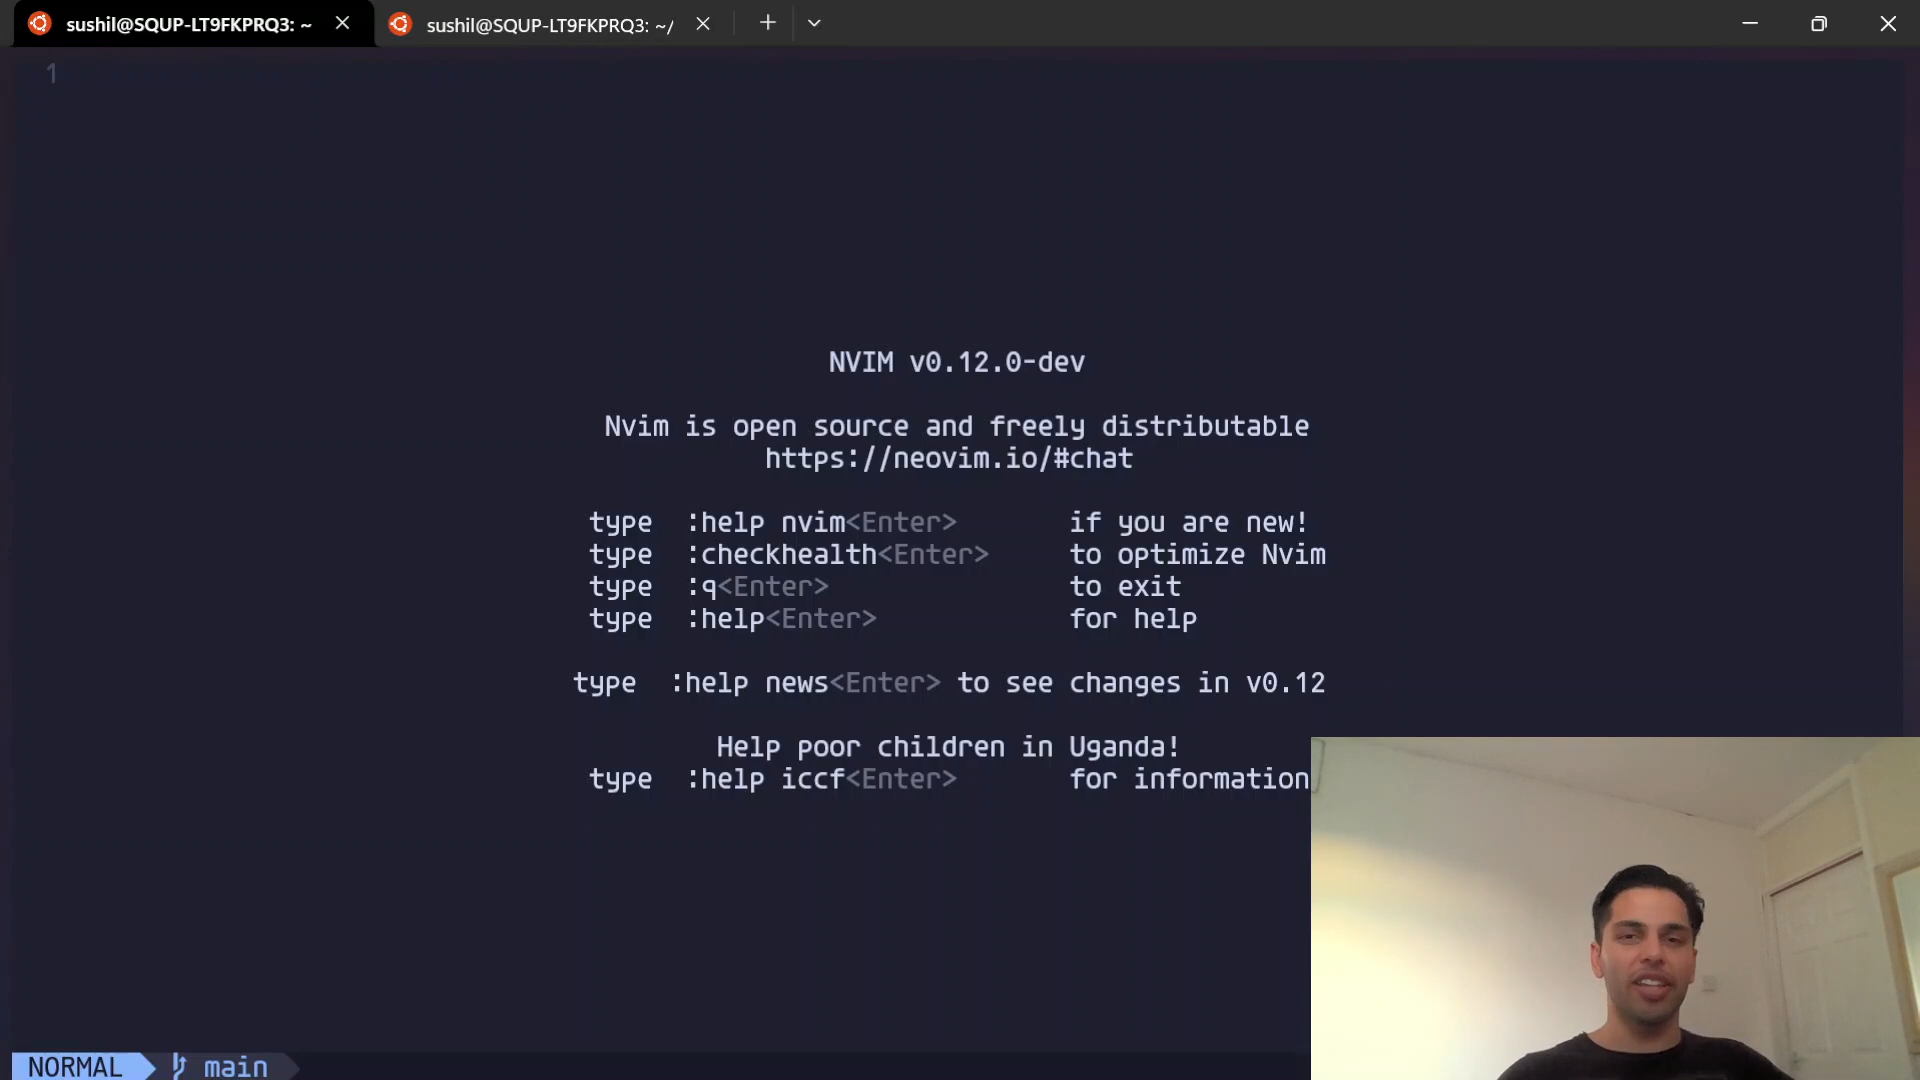 sushil@SQUP-LT9FKPRQ3: ~
sushil@SQUP-LT9FKPRQ3: ~/
1
NVIM v0.12.0-dev
Nvim is open source and freely distributable
https://neovim.io/#chat
type :help nvim<Enter> if you are new!
type :checkhealth<Enter> to optimize Nvim
type :q<Enter> to exit
type :help<Enter> for help
type :help news<Enter> to see changes in v0.12
Help poor children in Uganda!
type :help iccf<Enter> for information
NORMAL main